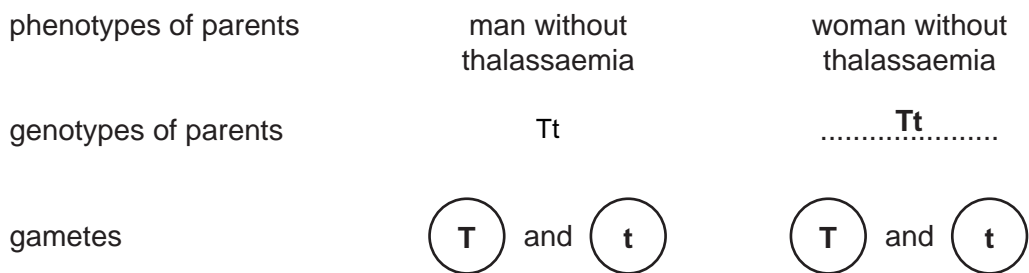 phenotypes of parents man without thalassaemia woman without thalassaemia
genotypes of parents Tt ......................Tt
gametes T and t T and t